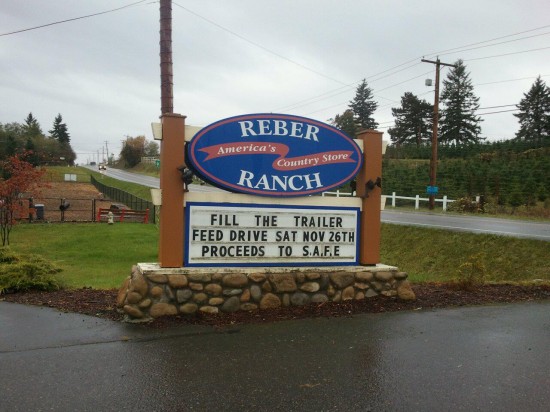 REBER
America's Country Store
RANCH
FILL THE TRAILER
FEED DRIVE SAT NOV 26TH
PROCEEDS TO S.A.F.E